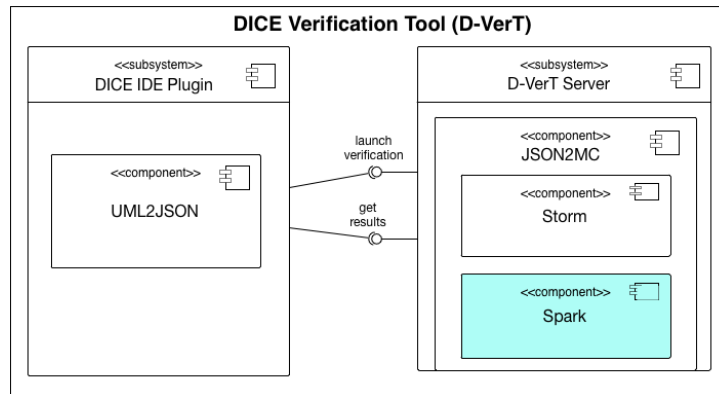 DICE Verification Tool (D-VerT)
<<subsystem>>
DICE IDE Plugin
<<component>>
UML2JSON
launch
verification
get
results
<<subsystem>>
D-VerT Server
<<component>>
JSON2MC
<<component>>
Storm
<<component>>
Spark